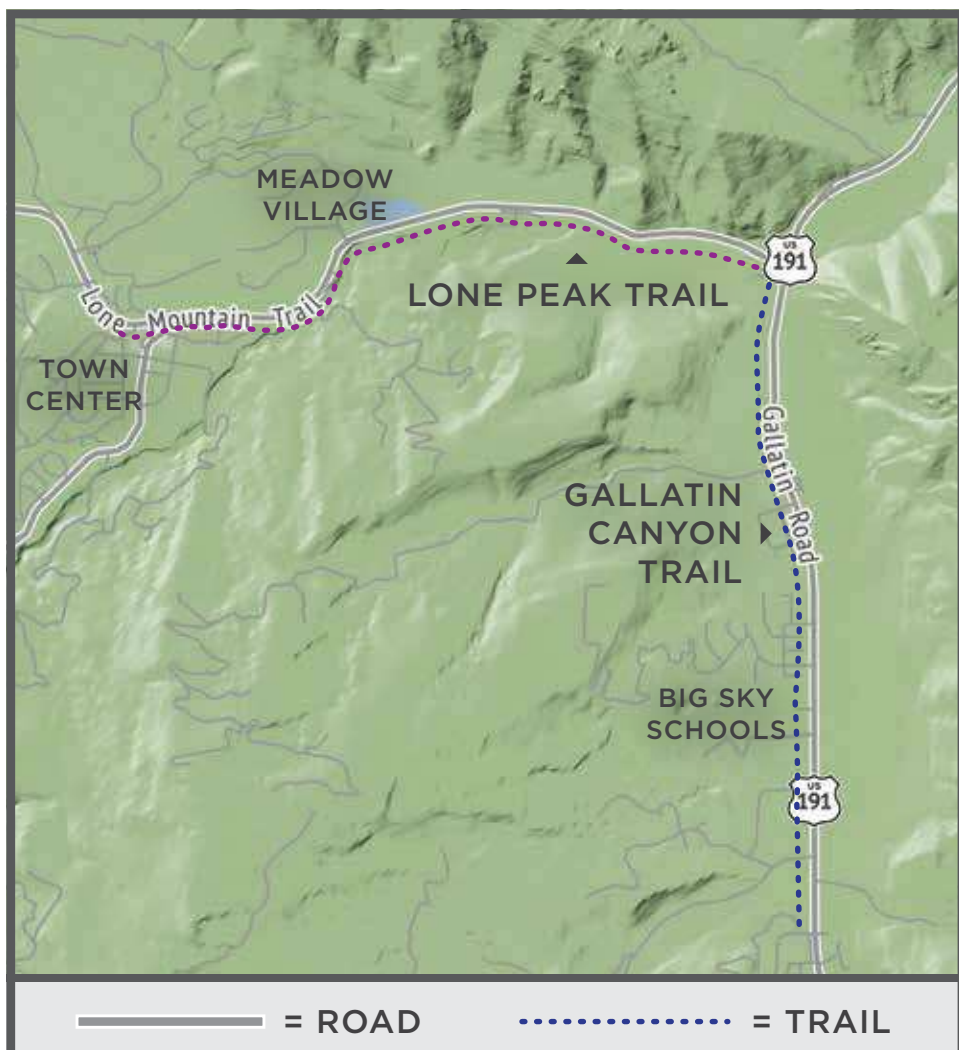 MEADOW
VILLAGE
US
191
LONE PEAK TRAIL
Lone Mountain Trail
TOWN
CENTER
Gallatin Road
GALLATIN
CANYON
TRAIL
BIG SKY
SCHOOLS
US
191
= ROAD
= TRAIL